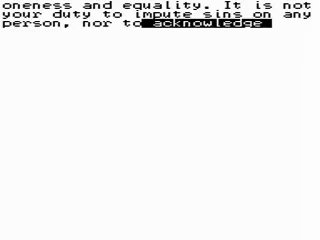 oneness and equality. It is not
your duty to impute sins on any
person, nor to acknowledge